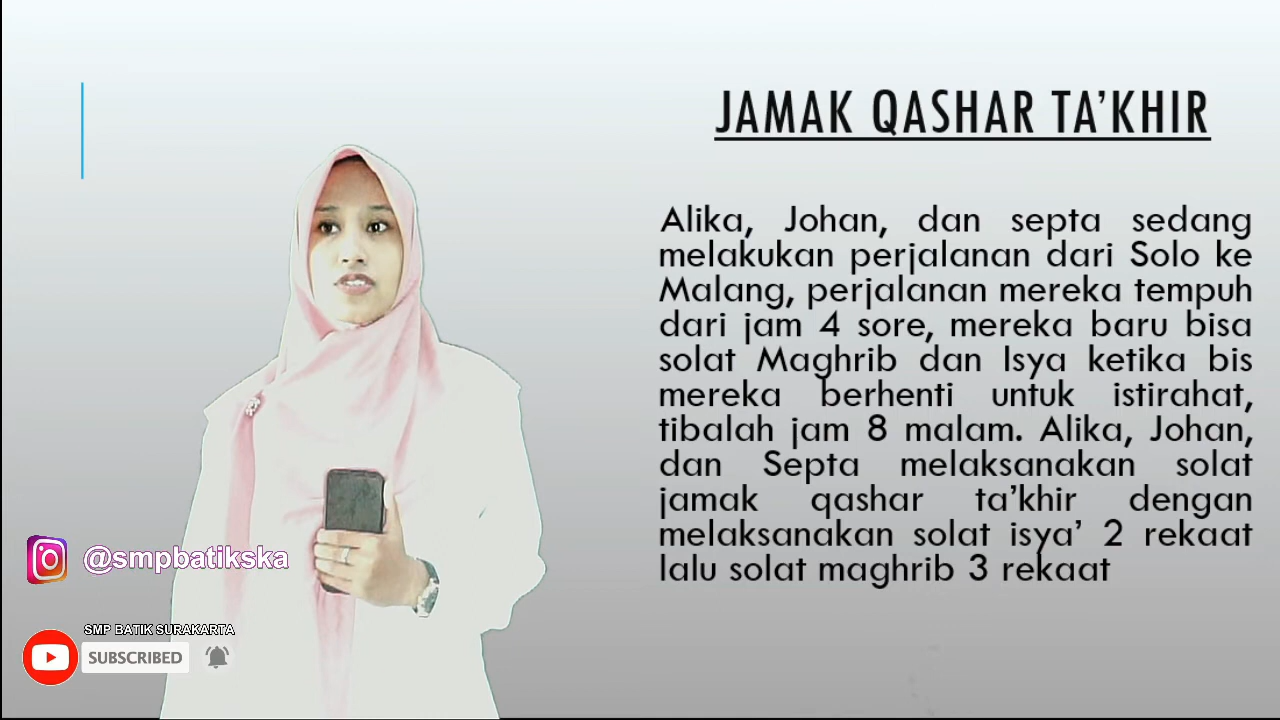 JAMAK QASHAR TA’KHIR
Alika, Johan, dan septa sedang
melakukan perjalanan dari Solo ke
Malang, perjalanan mereka tempuh
dari jam 4 sore, mereka baru bisa
solat Maghrib dan Isya ketika bis
mereka berhenti untuk istirahat,
tibalah jam 8 malam. Alika, Johan,
dan Septa melaksanakan solat
jamak qashar ta’khir dengan
melaksanakan solat isya’ 2 rekaat
lalu solat maghrib 3 rekaat
@smpbatikska
SMP BATIK SURAKARTA
SUBSCRIBED